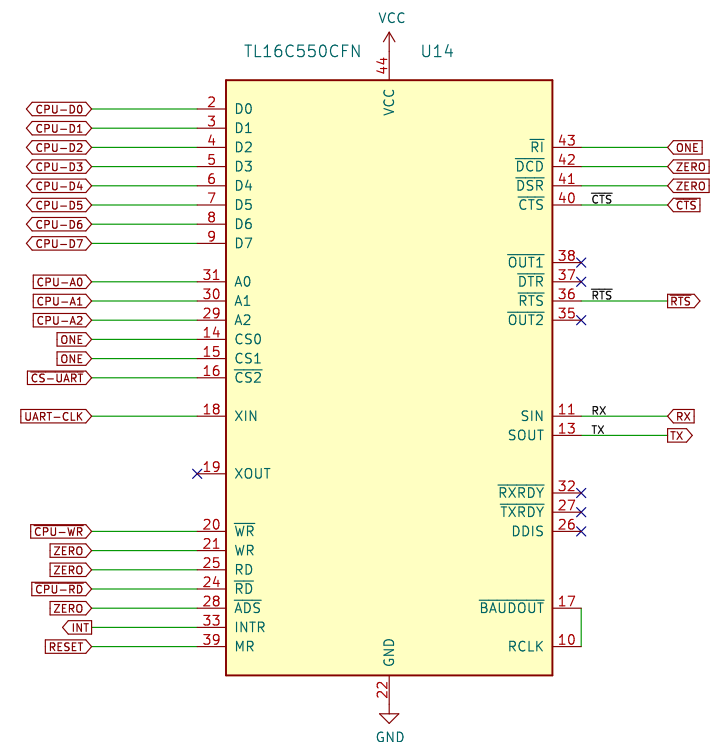 VCC
TL16C550CFN U14
44
VCC
CPU-D0 2 D0
CPU-D1 3 D1
CPU-D2 4 D2 43 RI ONE
CPU-D3 5 D3 42 DCD ZERO
CPU-D4 6 D4 41 DSR ZERO
CPU-D5 7 D5 40 CTS CTS CTS
CPU-D6 8 D6
CPU-D7 9 D7
38 OUT1
CPU-A0 31 A0 37 DTR
CPU-A1 30 A1 36 RTS RTS RTS
CPU-A2 29 A2 35 OUT2
ONE 14 CS0
ONE 15 CS1
CS-UART 16 CS2
UART-CLK 18 XIN SIN 11 RX RX
SOUT 13 TX TX
19 XOUT
RXRDY 32
TXRDY 27
CPU-WR 20 WR DDIS 26
ZERO 21 WR
ZERO 25 RD
CPU-RD 24 RD
ZERO 28 ADS BAUDOUT 17
INT 33 INTR
RESET 39 MR RCLK 10
GND
22
GND